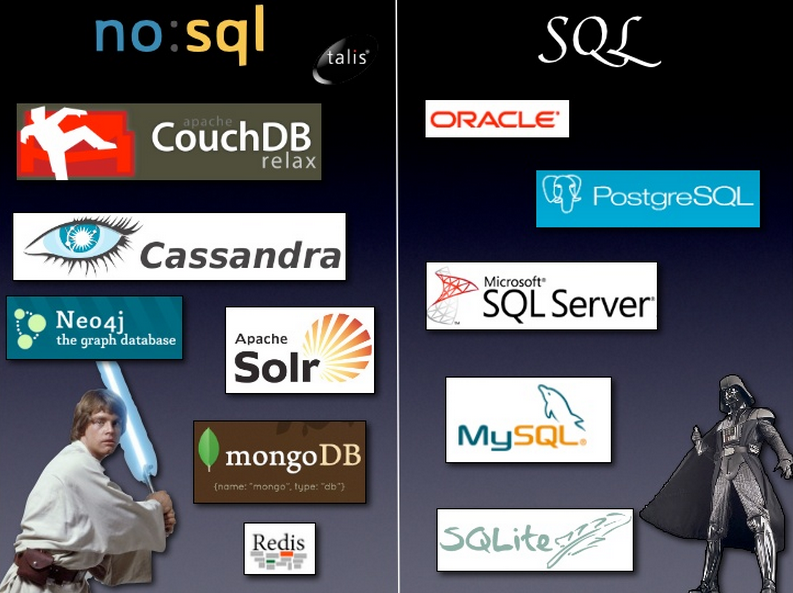 no:sql
talis®
SQL
apache
CouchDB
relax
Cassandra
Neo4j
the graph database
Apache
Solr
mongoDB
{name: "mongo", type: "db"}
Redis
ORACLE®
PostgreSQL
Microsoft®
SQL Server®
™
MySQL®
SQLite